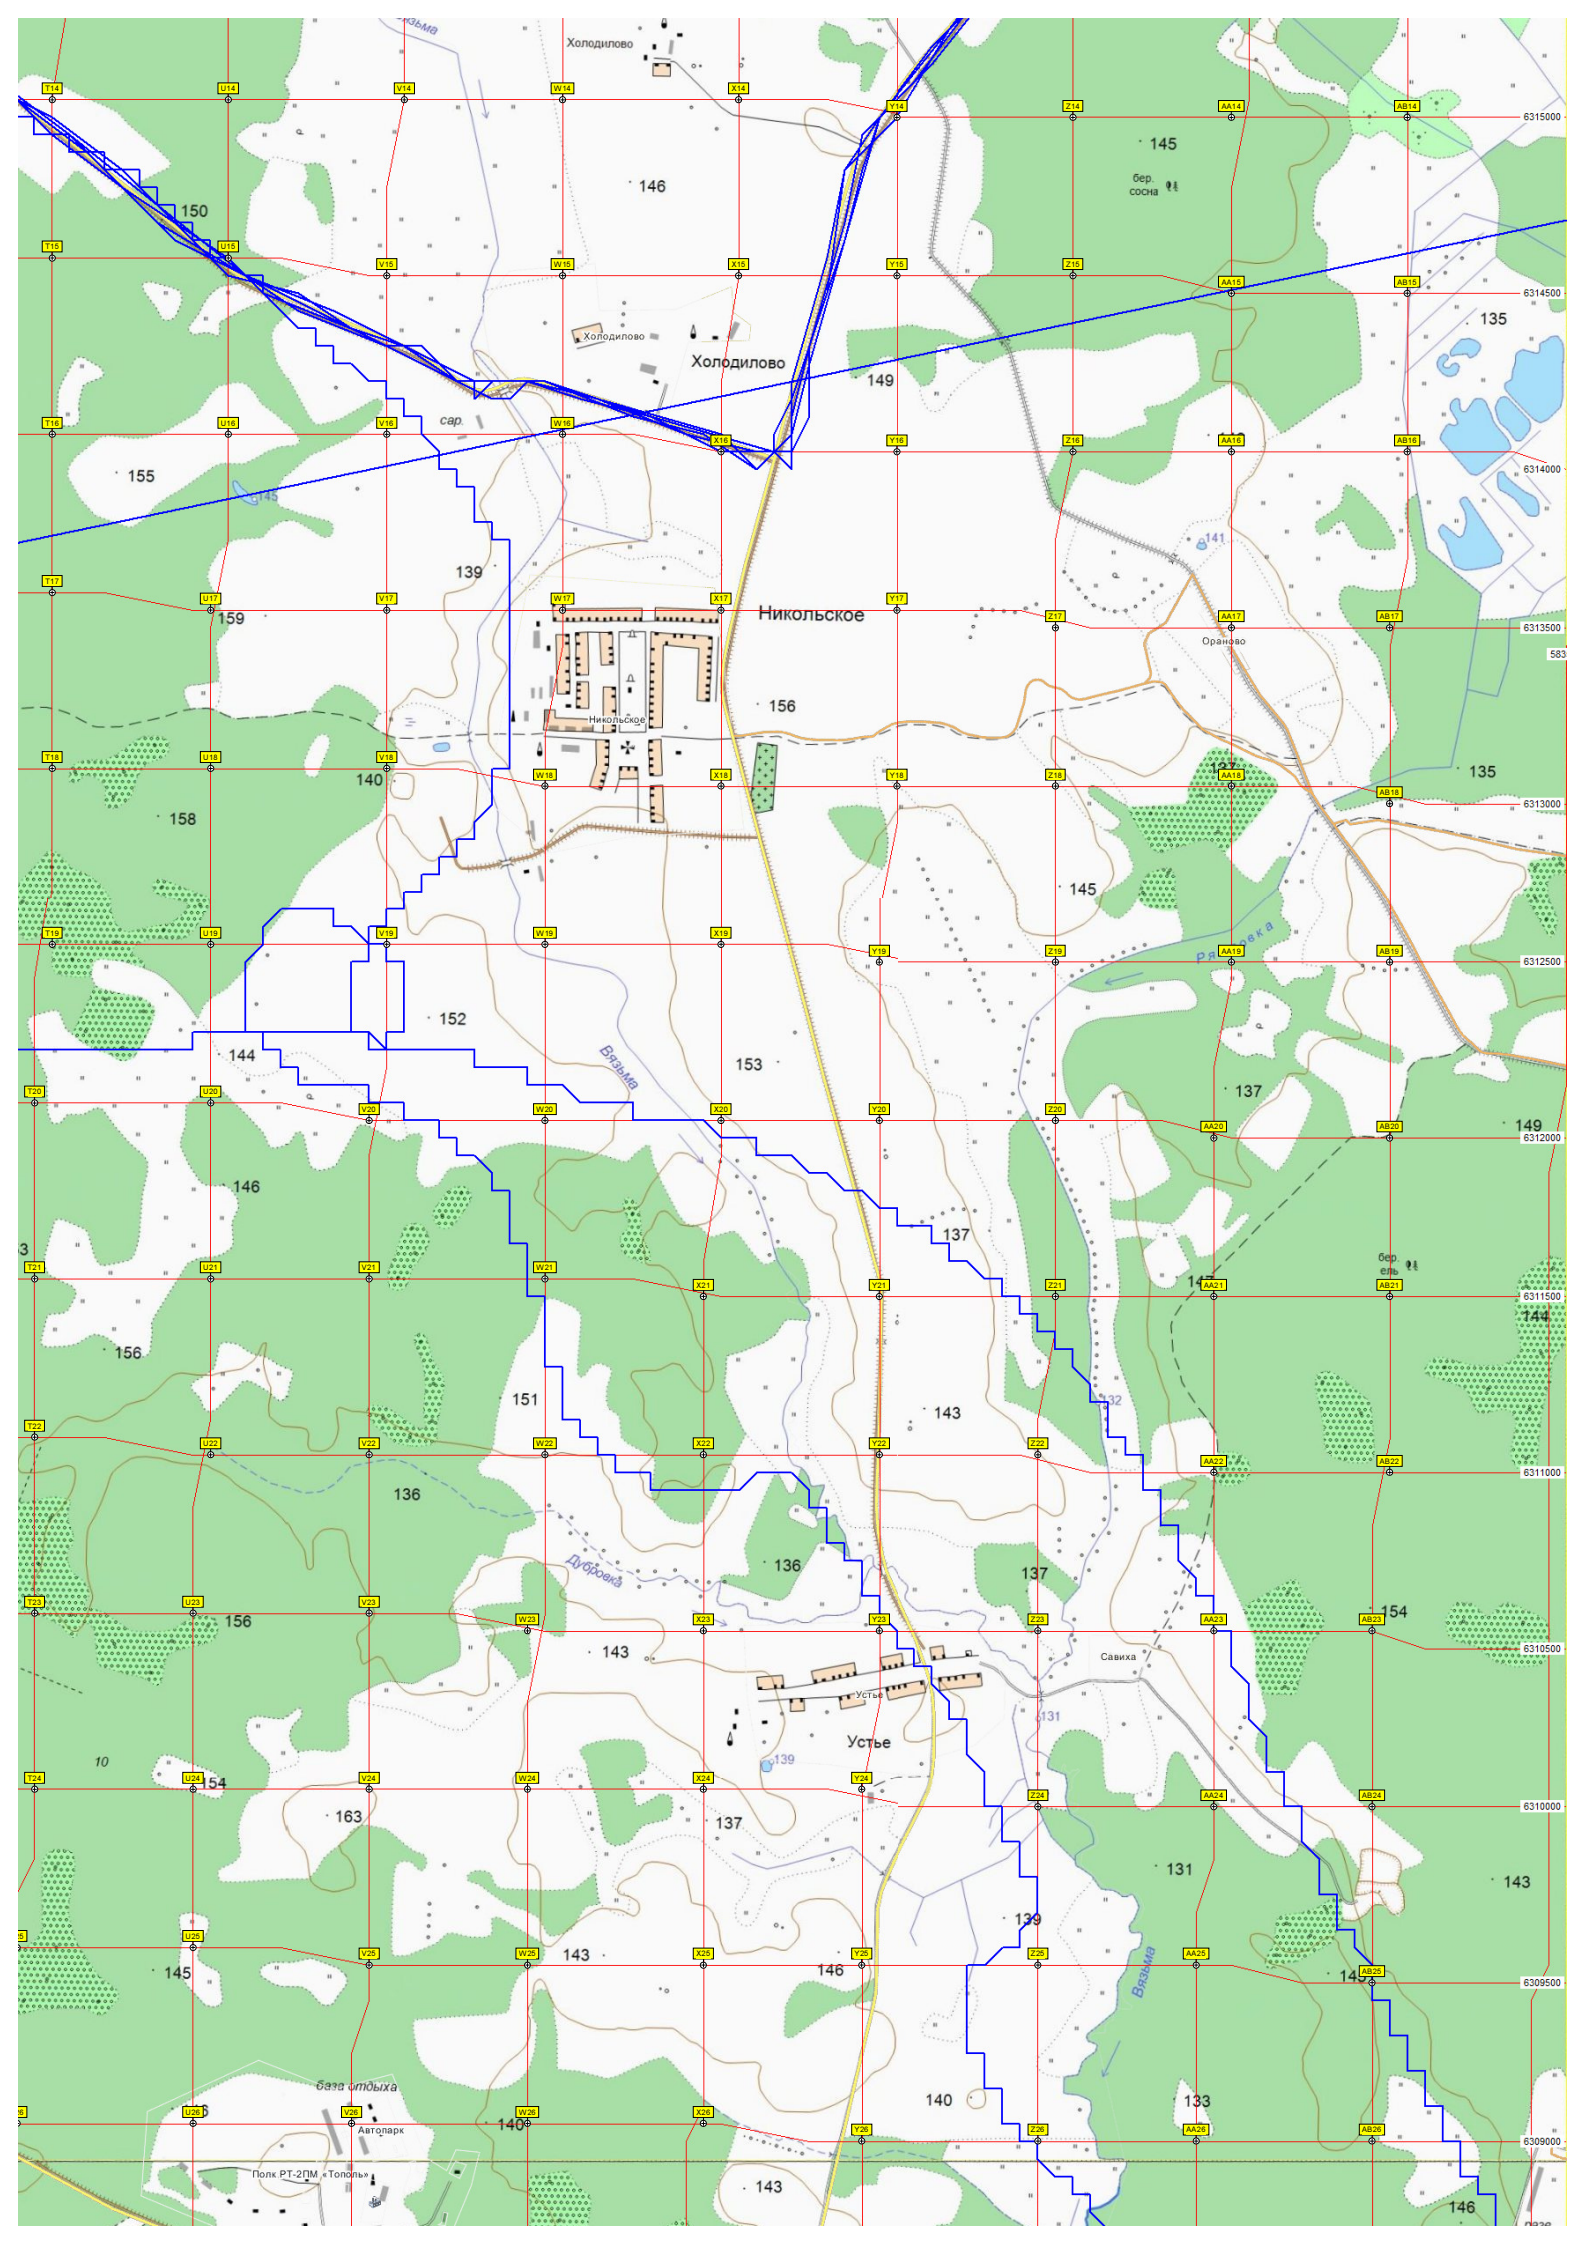 Вязьма
Холодилово
T14 U14 V14 W14 X14 Y14 Z14 AA14 AB14
6315000
145
бер.
сосна
146
150
T15 U15 V15 W15 X15 Y15 Z15 AA15 AB15
6314500
135
Холодилово
Холодилово
149
сар.
T16 U16 V16 W16 X16 Y16 Z16 AA16 AB16
6314000
155
145
141
139
T17 U17 V17 W17 X17 Y17 Z17 AA17 AB17
Никольское
159
6313500
Ораново
583
156
Никольское
T18 U18 V18 W18 X18 Y18 Z18 AA18 AB18
135
140
6313000
158
145
T19 U19 V19 W19 X19 Y19 Z19 AA19 AB19
6312500
152
144
Вязьма
153
137
T20 U20 V20 W20 X20 Y20 Z20 AA20 AB20
149
6312000
146
137
бер.
ель
T21 U21 V21 W21 X21 Y21 Z21 AA21 AB21
6311500
144
156
151
132
143
T22 U22 V22 W22 X22 Y22 Z22 AA22 AB22
6311000
136
Дубровка
136
137
T23 U23 V23 W23 X23 Y23 Z23 AA23 AB23
154
156
6310500
143
Савиха
Устье
131
Устье
10
139
T24 U24 V24 W24 X24 Y24 Z24 AA24 AB24
154
6310000
163
137
131
143
139
U25 V25 W25 X25 Y25 Z25 AA25 AB25
143
146
145
6309500
Вязьма
база отдыха
140
133
U26 V26 W26 X26 Y26 Z26 AA26 AB26
140
Автопарк
6309000
Полк РТ-2ПМ «Тополь»
143
146